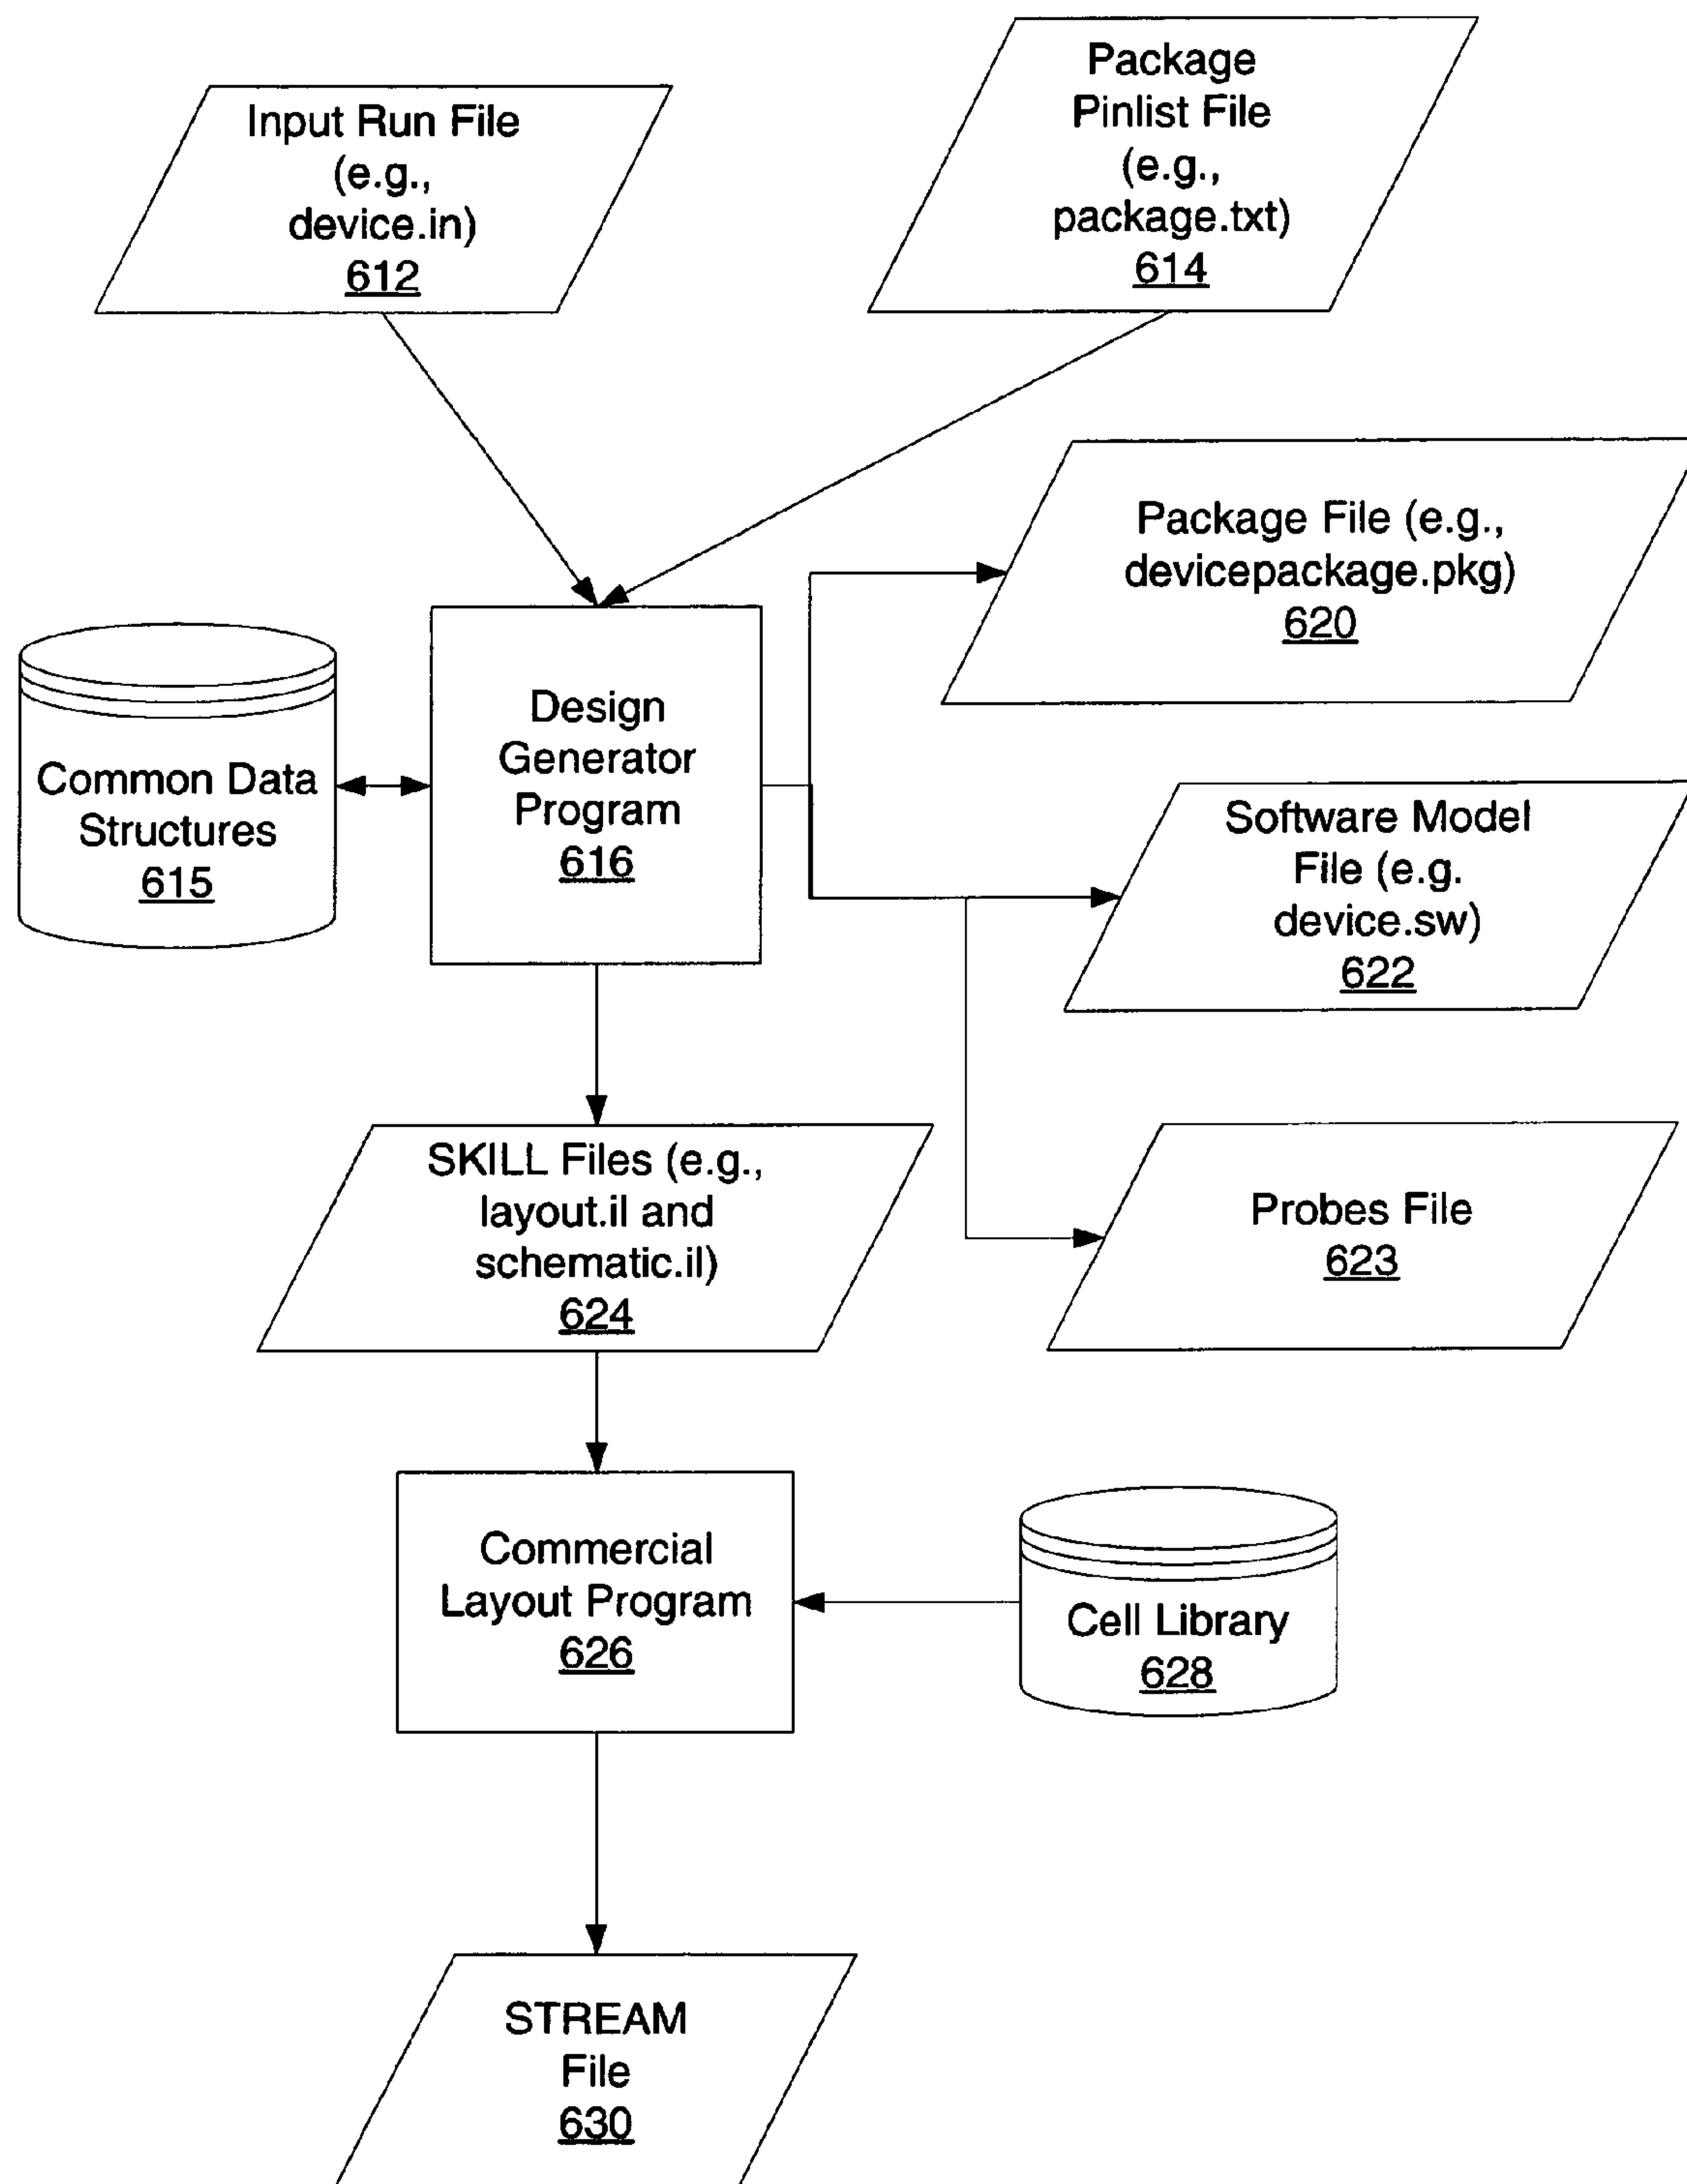 Package
Pinlist File
(e.g.,
package.txt)
614
Input Run File
(e.g.,
device.in)
612
Package File (e.g.,
devicepackage.pkg)
620
Design
Generator
Program
616
Common Data
Structures
615
Software Model
File (e.g.
device.sw)
622
SKILL Files (e.g.,
layout.il and
schematic.il)
624
Probes File
623
Commercial
Layout Program
626
Cell Library
628
STREAM
File
630